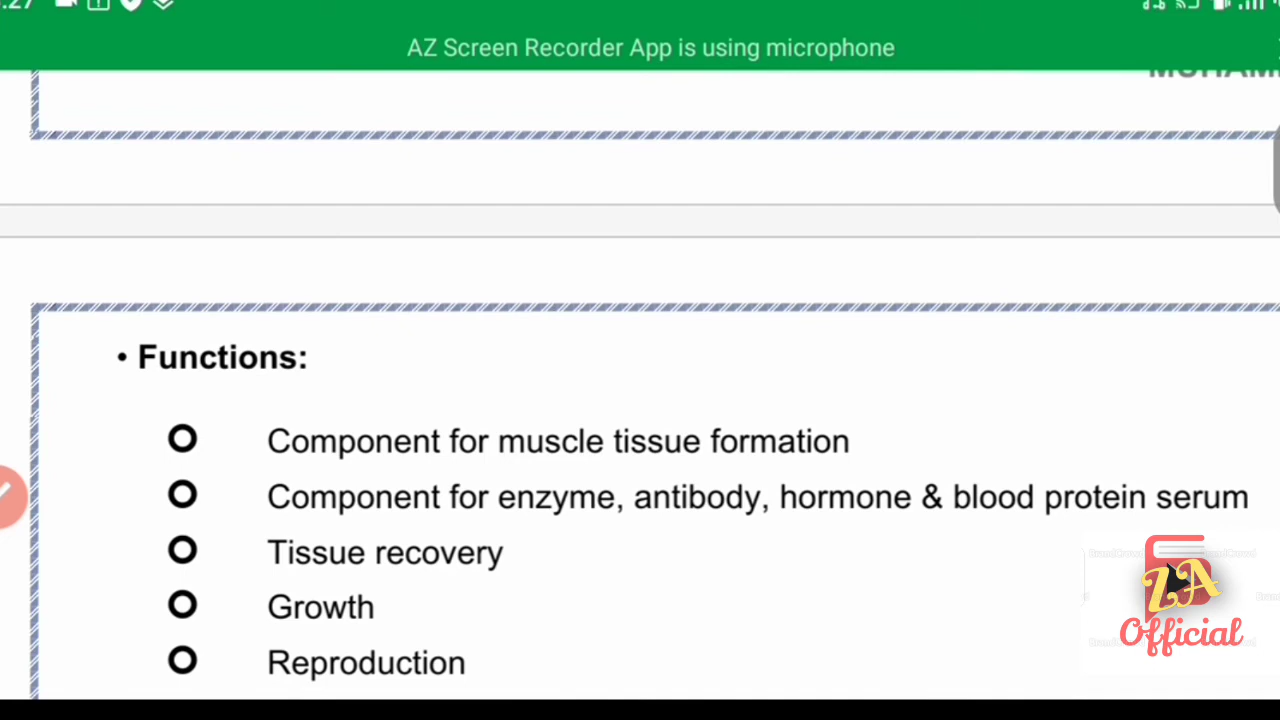 AZ Screen Recorder App is using microphone
• Functions:
Component for muscle tissue formation
Component for enzyme, antibody, hormone & blood protein serum
Tissue recovery
Growth
Reproduction
ZA
Official